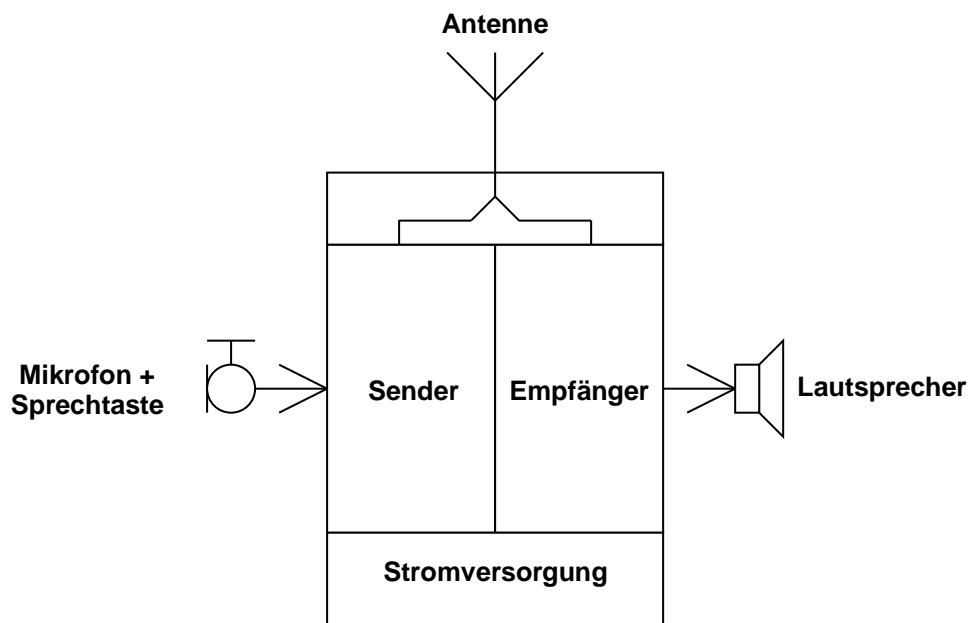 Antenne
Mikrofon +
Sprechtaste
Sender
Empfänger
Lautsprecher
Stromversorgung